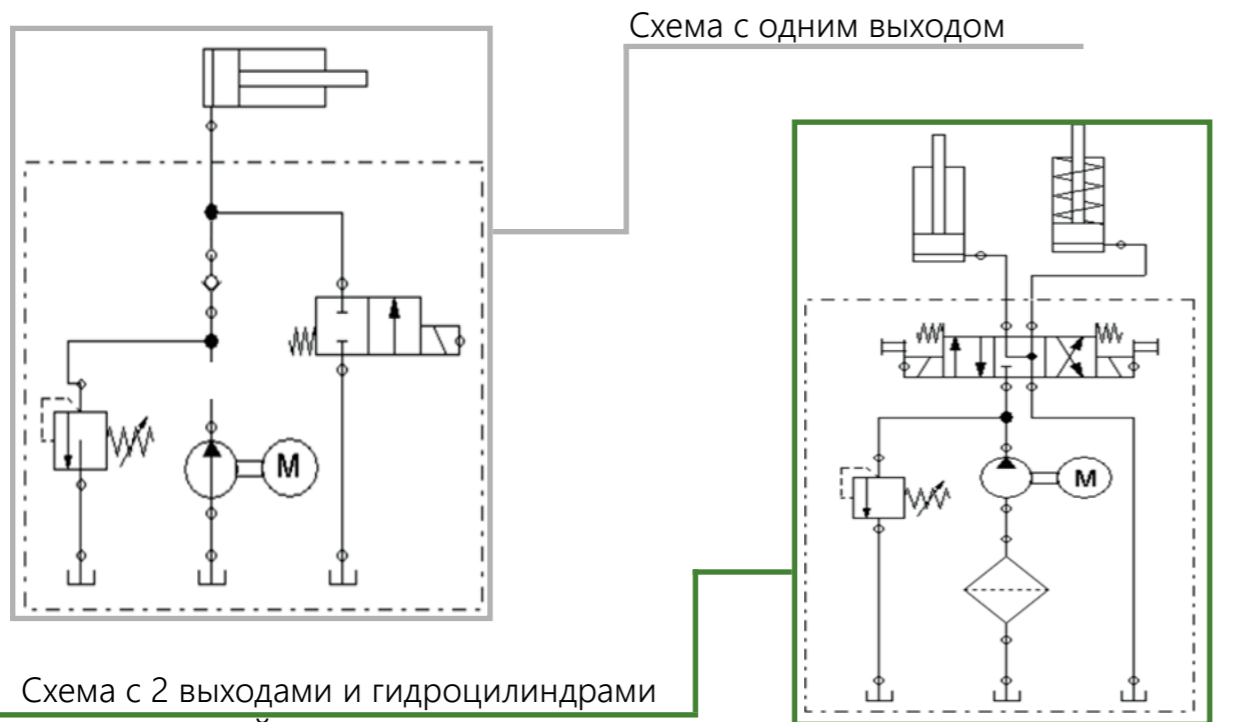 Схема с одним выходом
M
M
Схема с 2 выходами и гидроцилиндрами